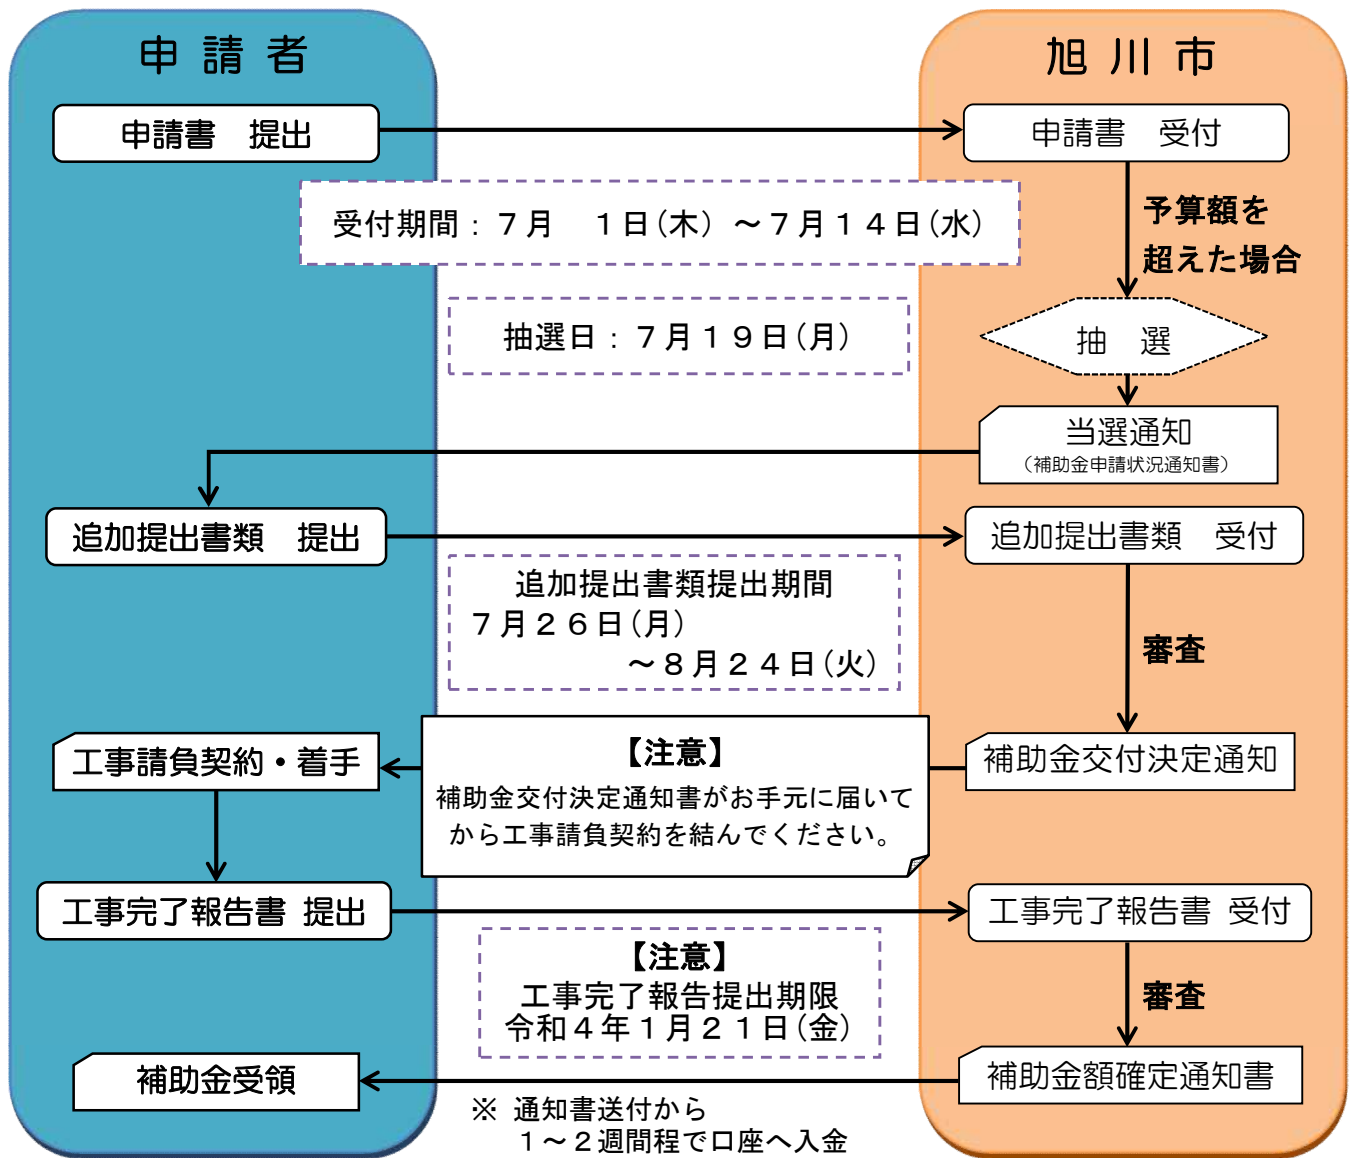 申請者
旭川市
申請書　提出
申請書　受付
受付期間：７月　１日（木）～７月１４日（水）
予算額を
超えた場合
抽選日：７月１９日（月）
抽　選
当選通知
（補助金申請状況通知書）
追加提出書類　提出
追加提出書類　受付
追加提出書類提出期間
７月２６日（月）
～８月２４日（火）
審査
工事請負契約・着手
【注意】
補助金交付決定通知書がお手元に届いて
から工事請負契約を結んでください。
補助金交付決定通知
工事完了報告書 提出
工事完了報告書 受付
【注意】
工事完了報告提出期限
令和４年１月２１日（金）
審査
補助金受領
補助金額確定通知書
※ 通知書送付から
１～２週間程で口座へ入金